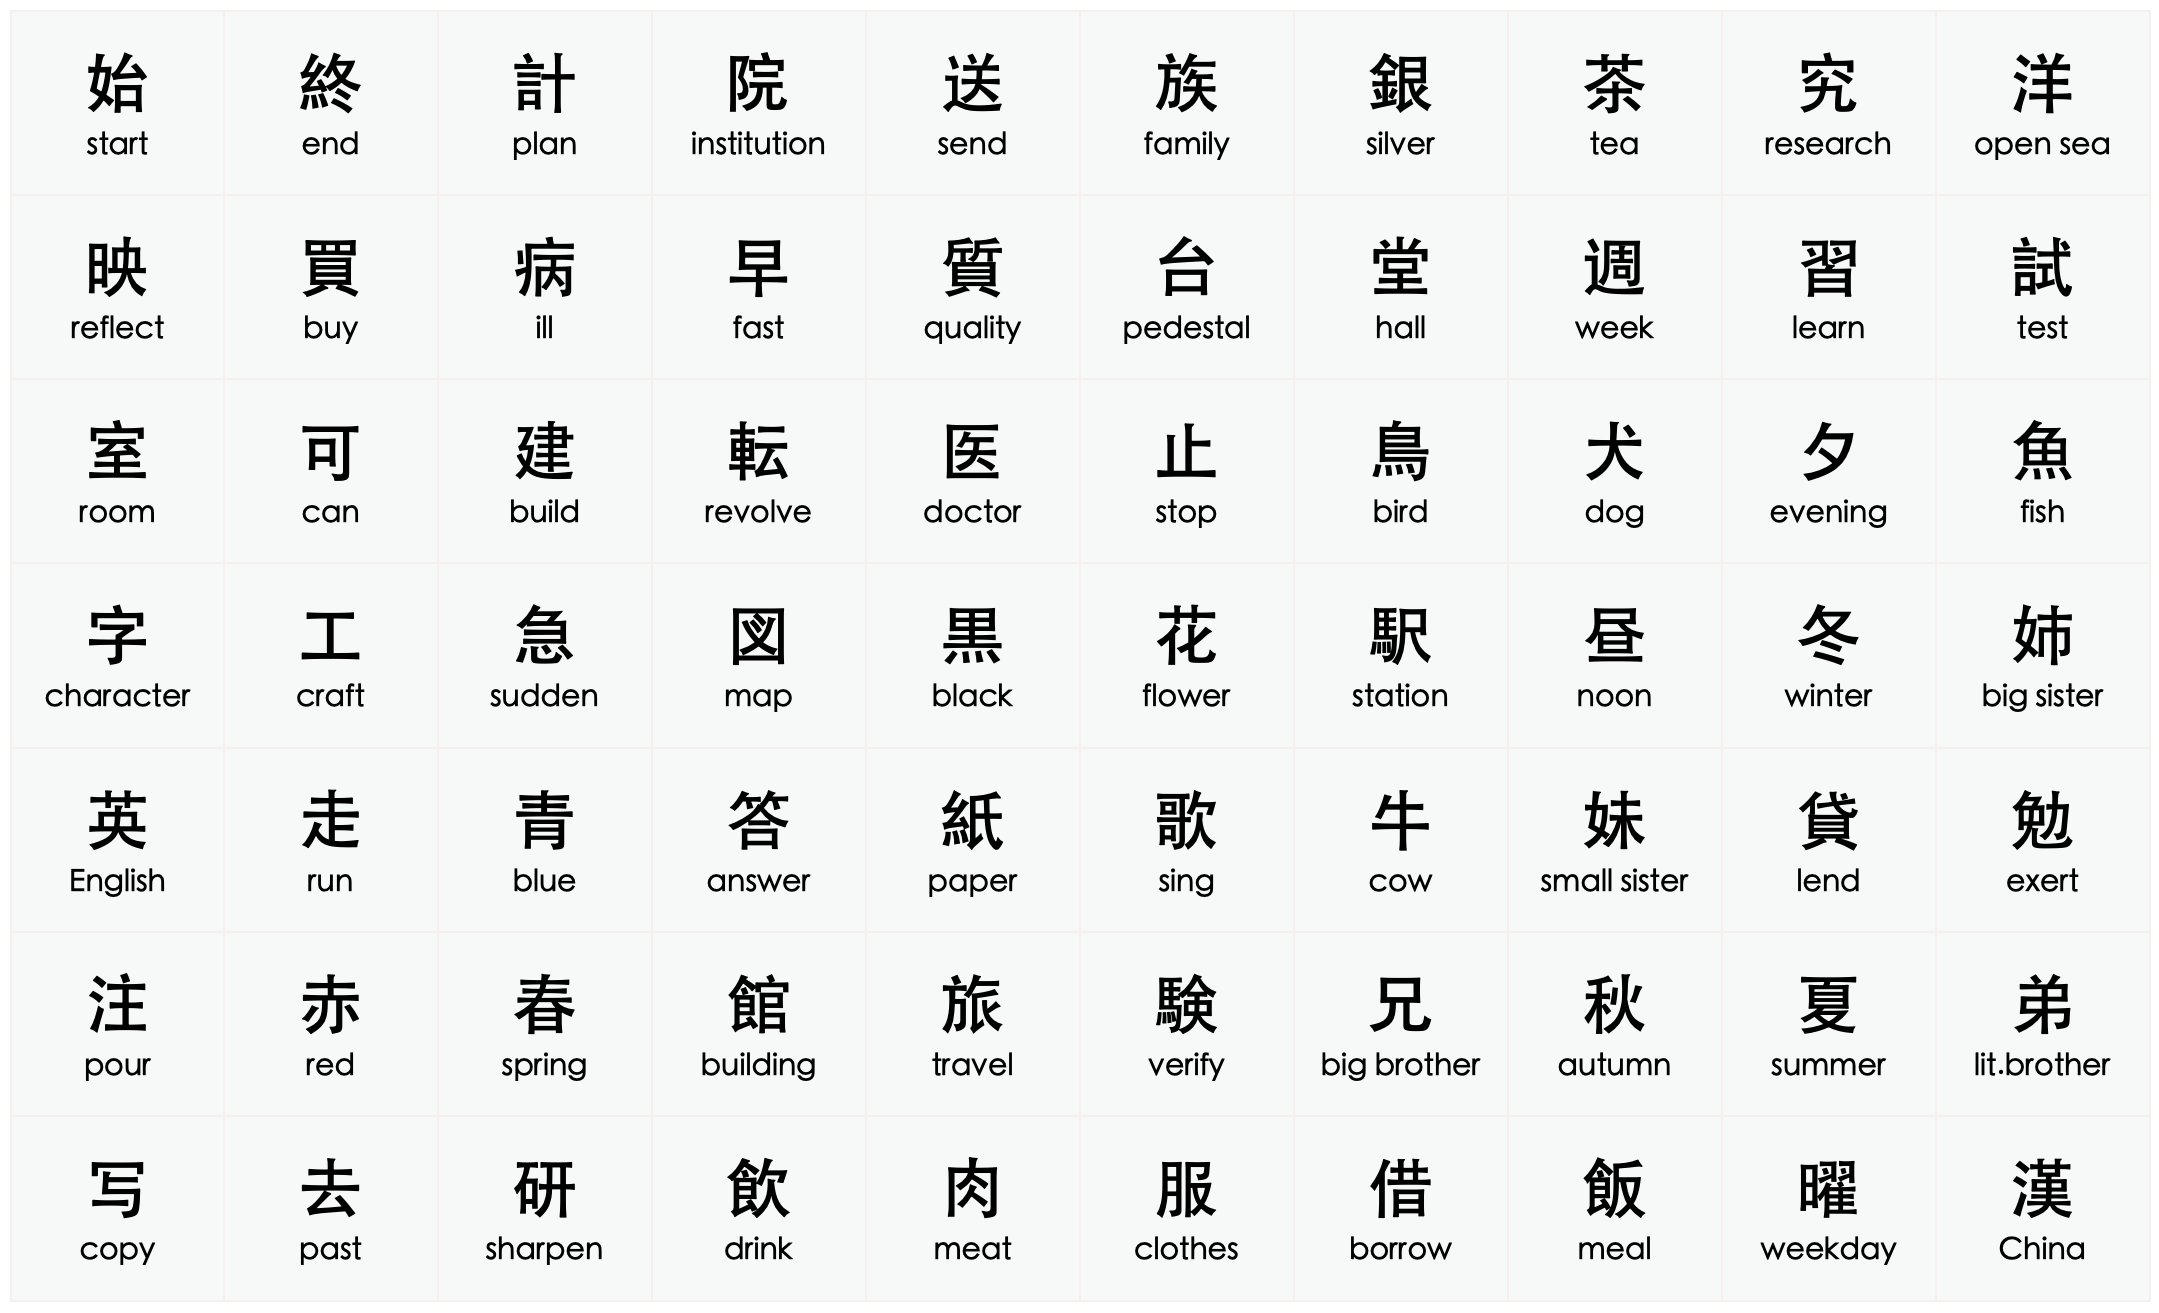 始 終 計 院 送 族 銀 茶 究 洋
start end plan institution send family silver tea research open sea
映 買 病 早 質 台 堂 週 習 試
reflect buy ill fast quality pedestal hall week learn test
室 可 建 転 医 止 鳥 犬 夕 魚
room can build revolve doctor stop bird dog evening fish
字 工 急 図 黒 花 駅 昼 冬 姉
character craft sudden map black flower station noon winter big sister
英 走 青 答 紙 歌 牛 妹 貸 勉
English run blue answer paper sing cow small sister lend exert
注 赤 春 館 旅 験 兄 秋 夏 弟
pour red spring building travel verify big brother autumn summer lit.brother
写 去 研 飲 肉 服 借 飯 曜 漢
copy past sharpen drink meat clothes borrow meal weekday China